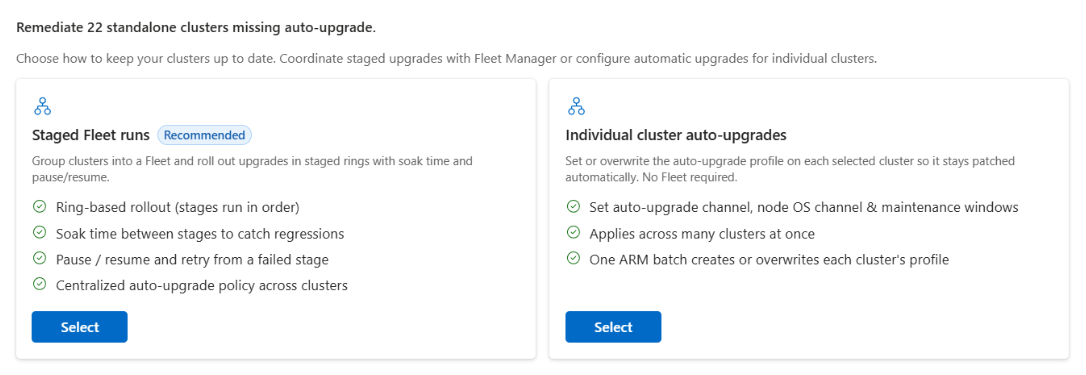 Remediate 22 standalone clusters missing auto-upgrade.
Choose how to keep your clusters up to date. Coordinate staged upgrades with Fleet Manager or configure automatic upgrades for individual clusters.
Staged Fleet runs Recommended
Group clusters into a Fleet and roll out upgrades in staged rings with soak time and
pause/resume.
Ring-based rollout (stages run in order)
Soak time between stages to catch regressions
Pause / resume and retry from a failed stage
Centralized auto-upgrade policy across clusters
Select
Individual cluster auto-upgrades
Set or overwrite the auto-upgrade profile on each selected cluster so it stays patched
automatically. No Fleet required.
Set auto-upgrade channel, node OS channel & maintenance windows
Applies across many clusters at once
One ARM batch creates or overwrites each cluster's profile
Select